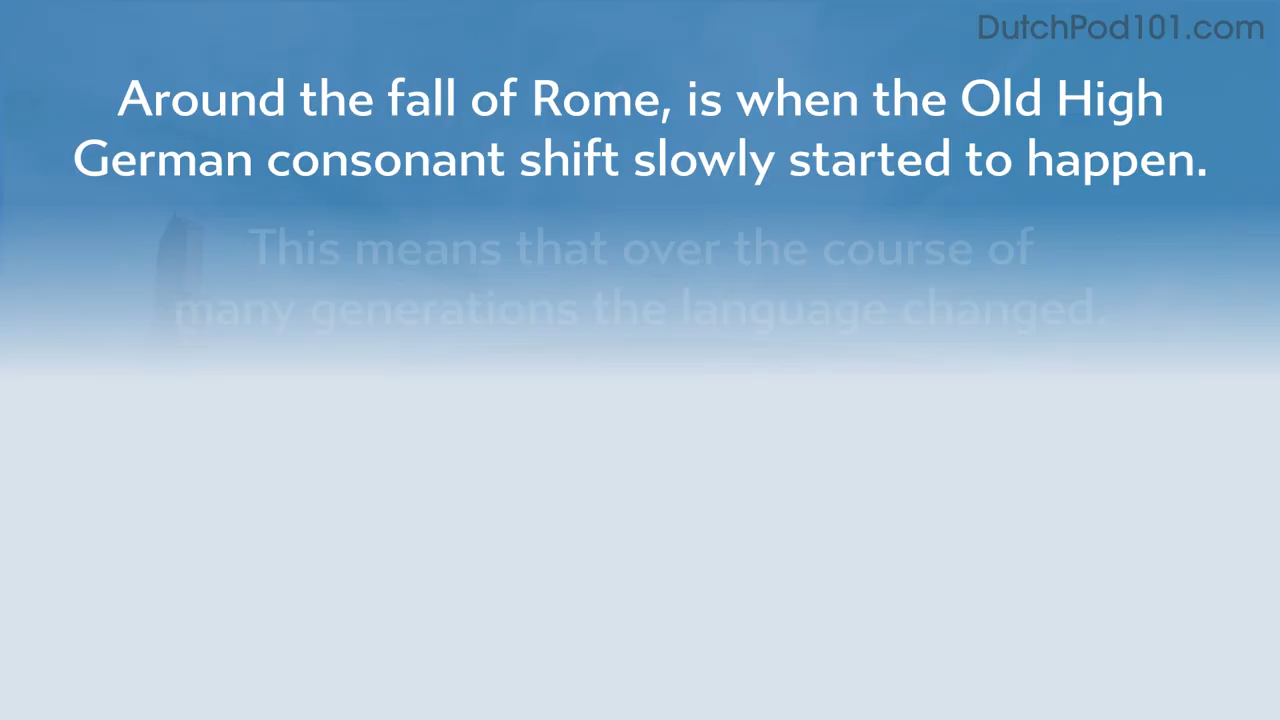 DutchPod101.com
Around the fall of Rome, is when the Old High
German consonant shift slowly started to happen.
This means that over the course of
many generations the language changed.